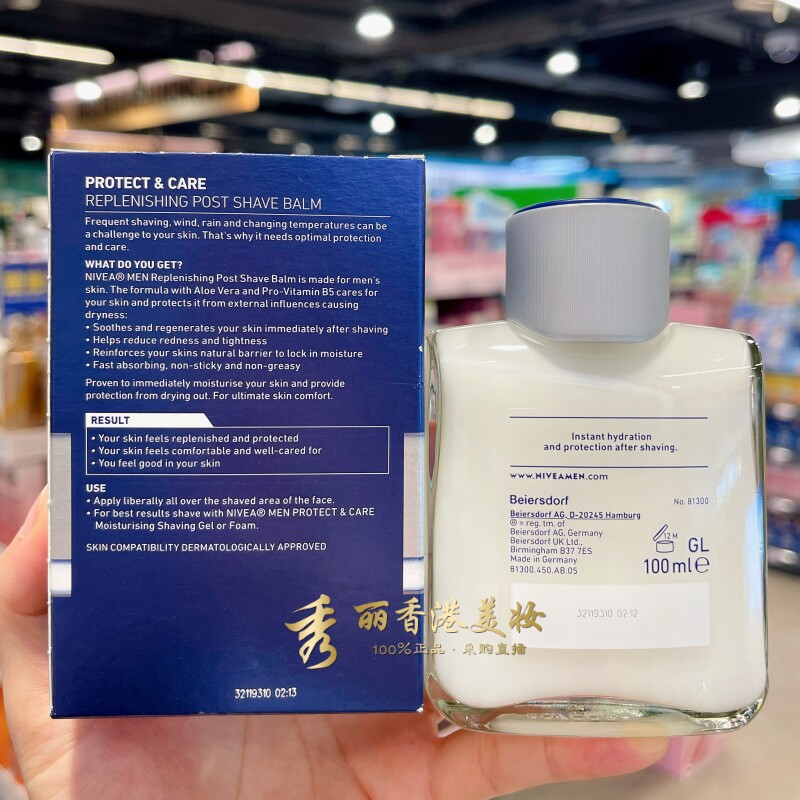 PROTECT & CARE
REPLENISHING POST SHAVE BALM
Frequent shaving, wind, rain and changing temperatures can be
a challenge to your skin. That's why it needs optimal protection
and care.
WHAT DO YOU GET?
NIVEA® MEN Replenishing Post Shave Balm is made for men's
skin. The formula with Aloe Vera and Pro-Vitamin B5 cares for
your skin and protects it from external influences causing
dryness:
• Soothes and regenerates your skin immediately after shaving
• Helps reduce redness and tightness
• Reinforces your skins natural barrier to lock in moisture
• Fast absorbing, non-sticky and non-greasy
Proven to immediately moisturise your skin and provide
protection from drying out. For ultimate skin comfort.
RESULT
• Your skin feels replenished and protected
• Your skin feels comfortable and well-cared for
• You feel good in your skin
USE
• Apply liberally all over the shaved area of the face.
• For best results shave with NIVEA® MEN PROTECT & CARE
Moisturising Shaving Gel or Foam.
SKIN COMPATIBILITY DERMATOLOGICALLY APPROVED
32119310 02:13
Instant hydration
and protection after shaving.
www.NIVEAMEN.com
Beiersdorf
No. 81300
Beiersdorf AG, D-20245 Hamburg
® = reg. tm. of
Beiersdorf AG, Germany
Beiersdorf UK Ltd.,
Birmingham B37 7ES
Made in Germany
81300.450.AB.05
12 M
GL
100 ml e
32119310 02:12
秀丽香港美妆
100%正品·采购直播